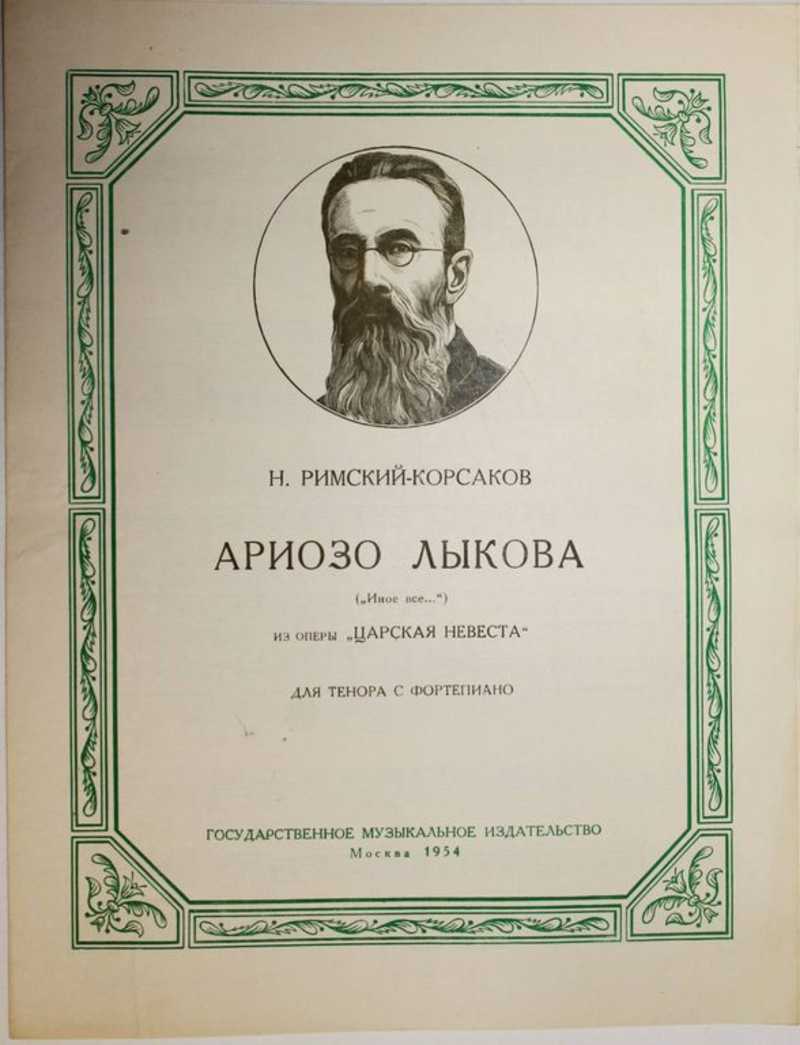 Н. РИМСКИЙ-КОРСАКОВ
АРИОЗО ЛЫКОВА
(„Иное все...“)
ИЗ ОПЕРЫ „ЦАРСКАЯ НЕВЕСТА“
ДЛЯ ТЕНОРА С ФОРТЕПИАНО
ГОСУДАРСТВЕННОЕ МУЗЫКАЛЬНОЕ ИЗДАТЕЛЬСТВО
Москва 1954